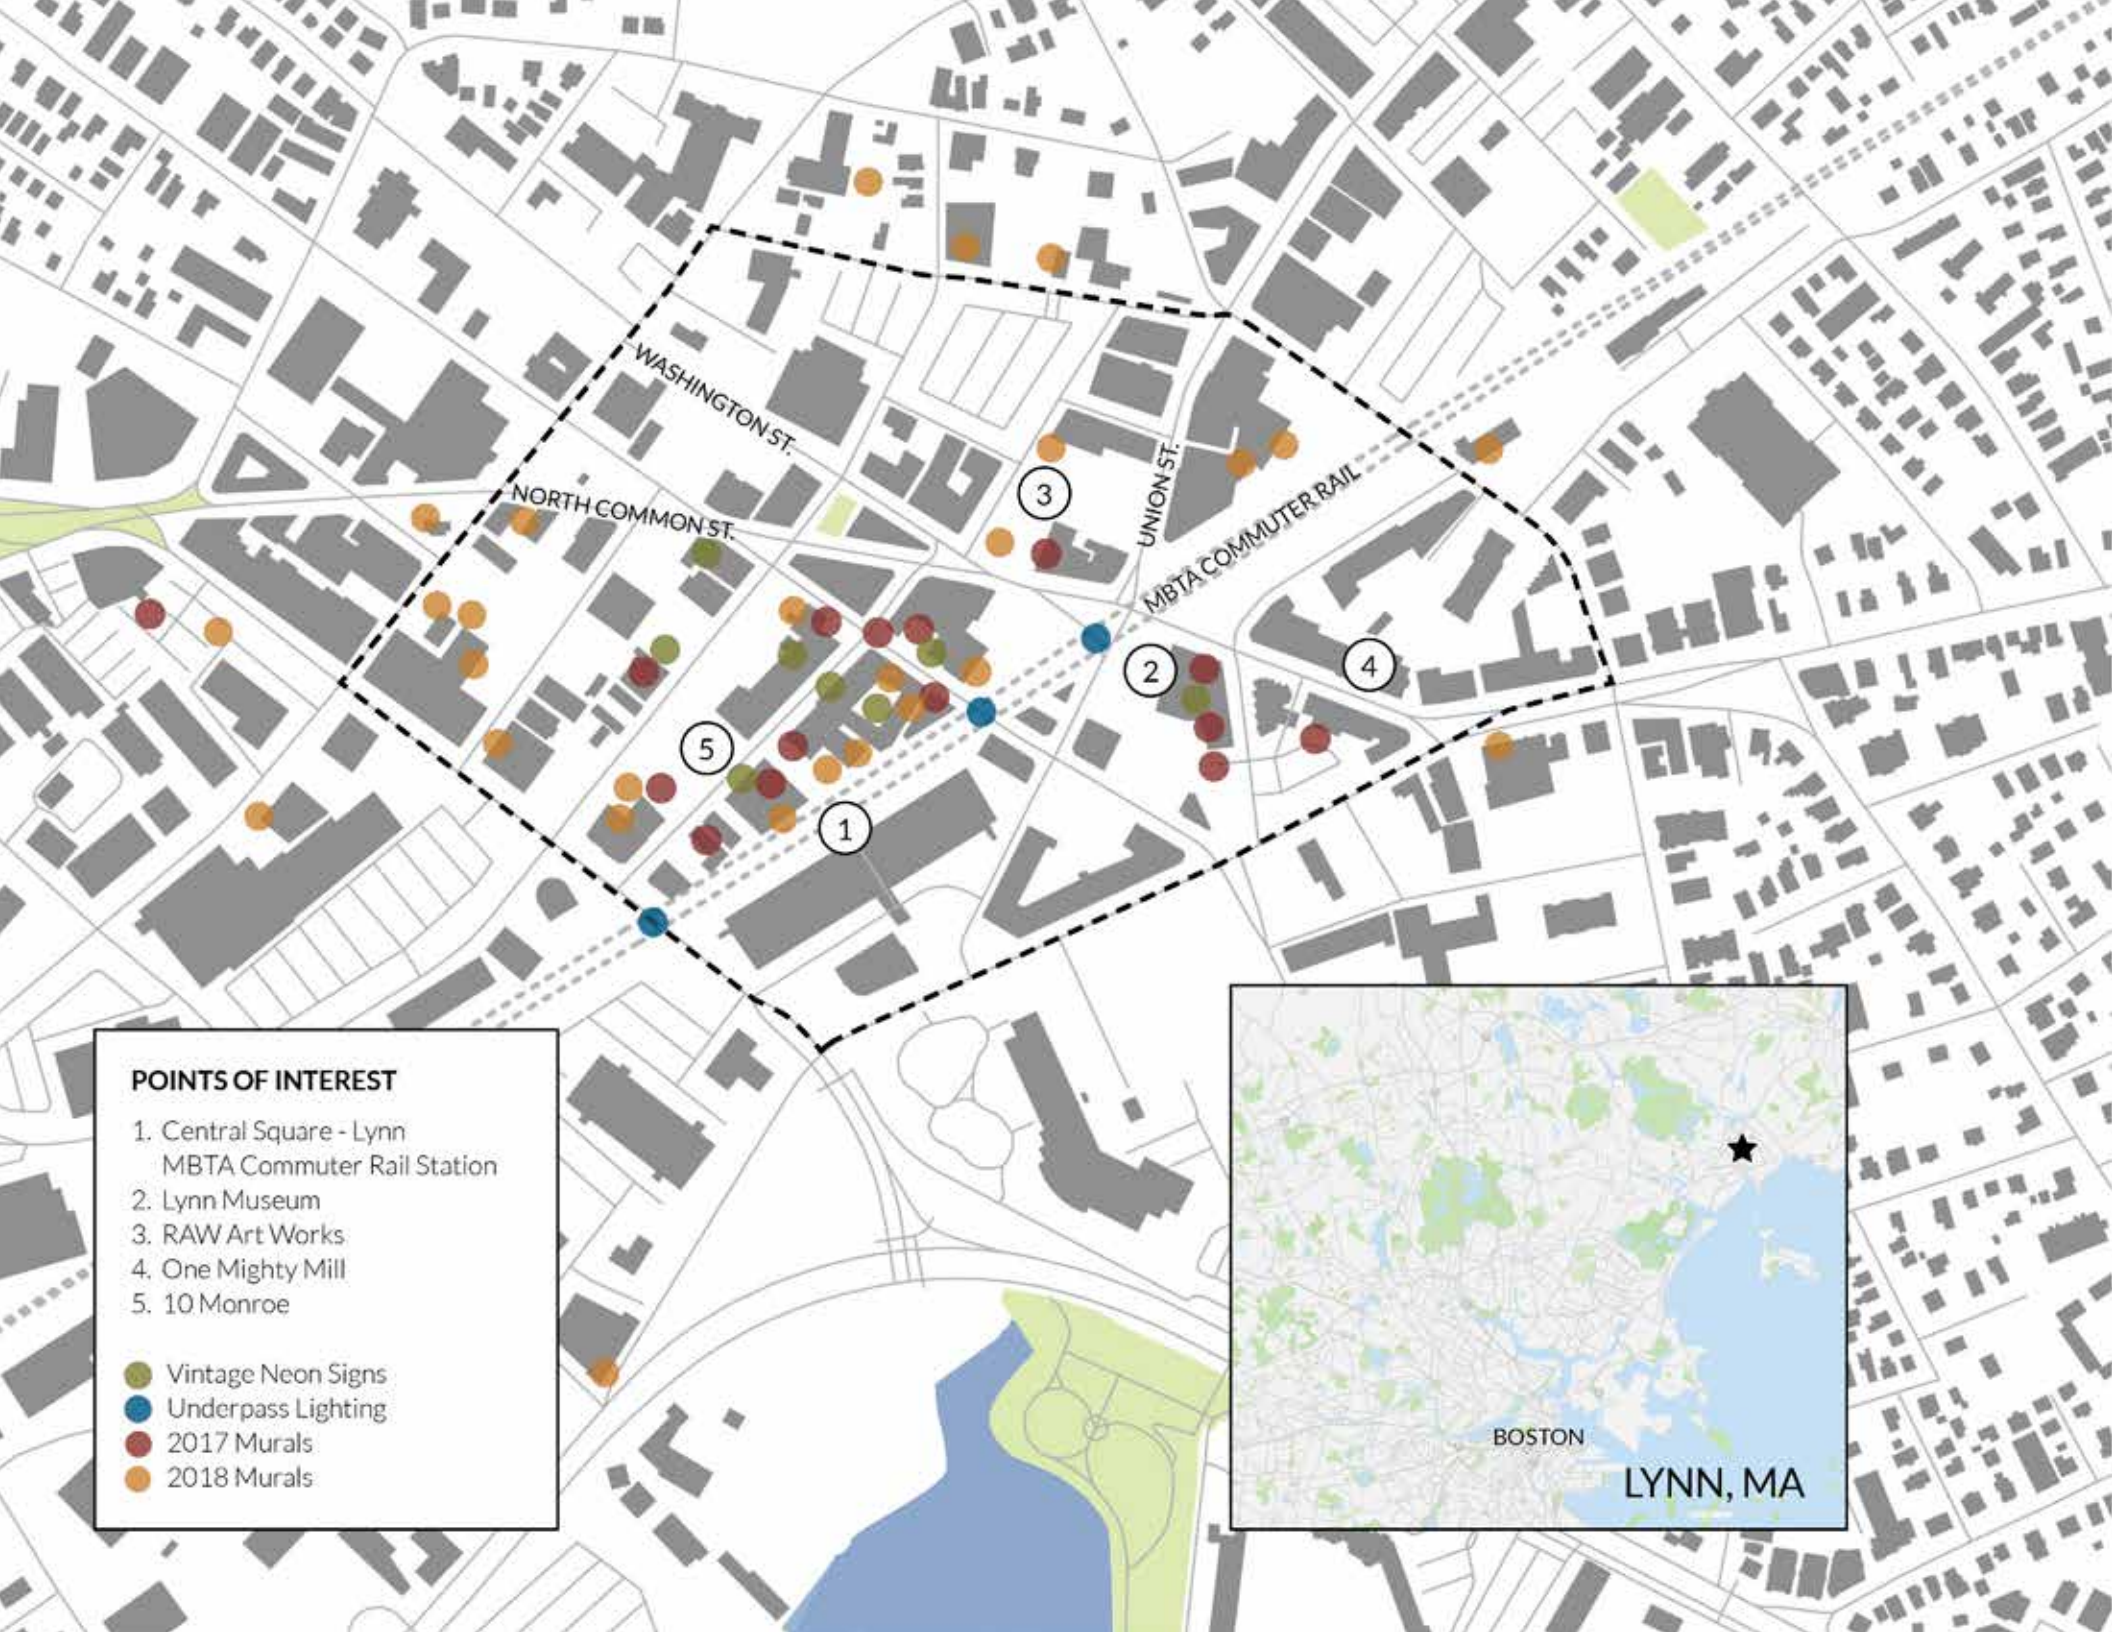 WASHINGTON ST.
NORTH COMMON ST.
3
UNION ST.
MBTA COMMUTER RAIL
2
4
5
1
POINTS OF INTEREST
1. Central Square - Lynn
MBTA Commuter Rail Station
2. Lynn Museum
3. RAW Art Works
4. One Mighty Mill
5. 10 Monroe
Vintage Neon Signs
Underpass Lighting
2017 Murals
2018 Murals
BOSTON
LYNN, MA